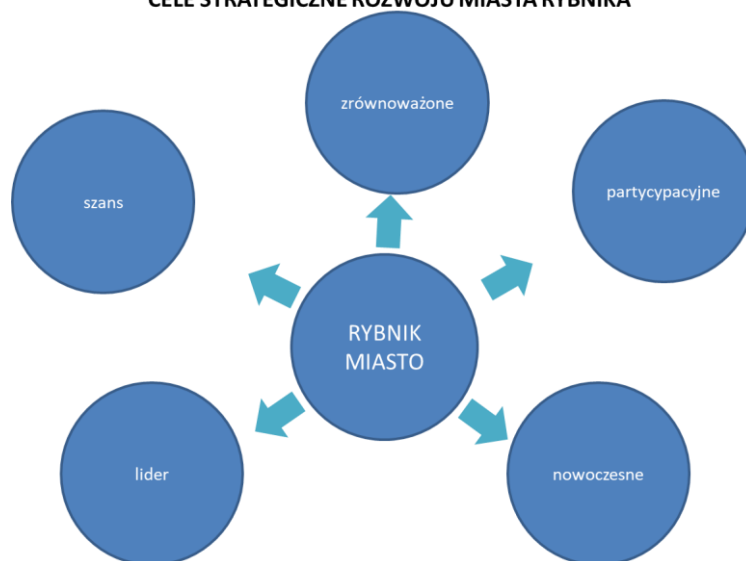 CELE STRATEGICZNE ROZWOJU MIASTA RYBNIKA
zrównoważone
szans
partycypacyjne
RYBNIK
MIASTO
lider
nowoczesne